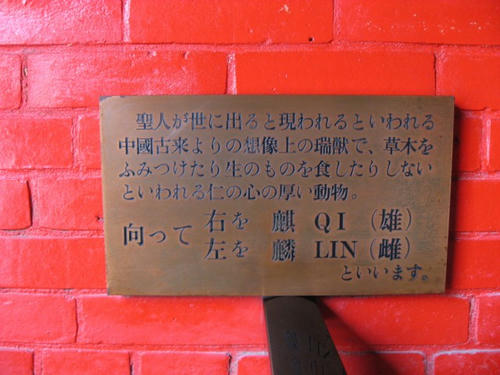 聖人が世に出ると現われるといわれる
中國古来よりの想像上の瑞獣で、草木を
ふみつけたり生のものを食したりしない
といわれる仁の心の厚い動物。
向って 右を 麒 QI (雄)
左を 麟 LIN (雌)
といいます。